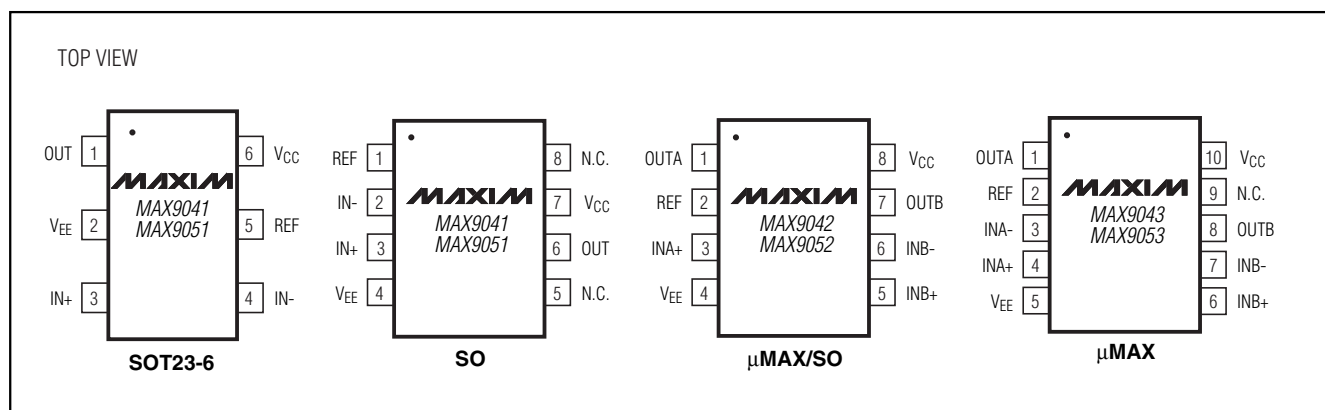 TOP VIEW
OUT 1
VEE 2
IN+ 3
6 VCC
5 REF
4 IN-
MAXIM
MAX9041
MAX9051
SOT23-6
REF 1
IN- 2
IN+ 3
VEE 4
8 N.C.
7 VCC
6 OUT
5 N.C.
MAXIM
MAX9041
MAX9051
SO
OUTA 1
REF 2
INA+ 3
VEE 4
8 VCC
7 OUTB
6 INB-
5 INB+
MAXIM
MAX9042
MAX9052
μMAX/SO
OUTA 1
REF 2
INA- 3
INA+ 4
VEE 5
10 VCC
9 N.C.
8 OUTB
7 INB-
6 INB+
MAXIM
MAX9043
MAX9053
μMAX